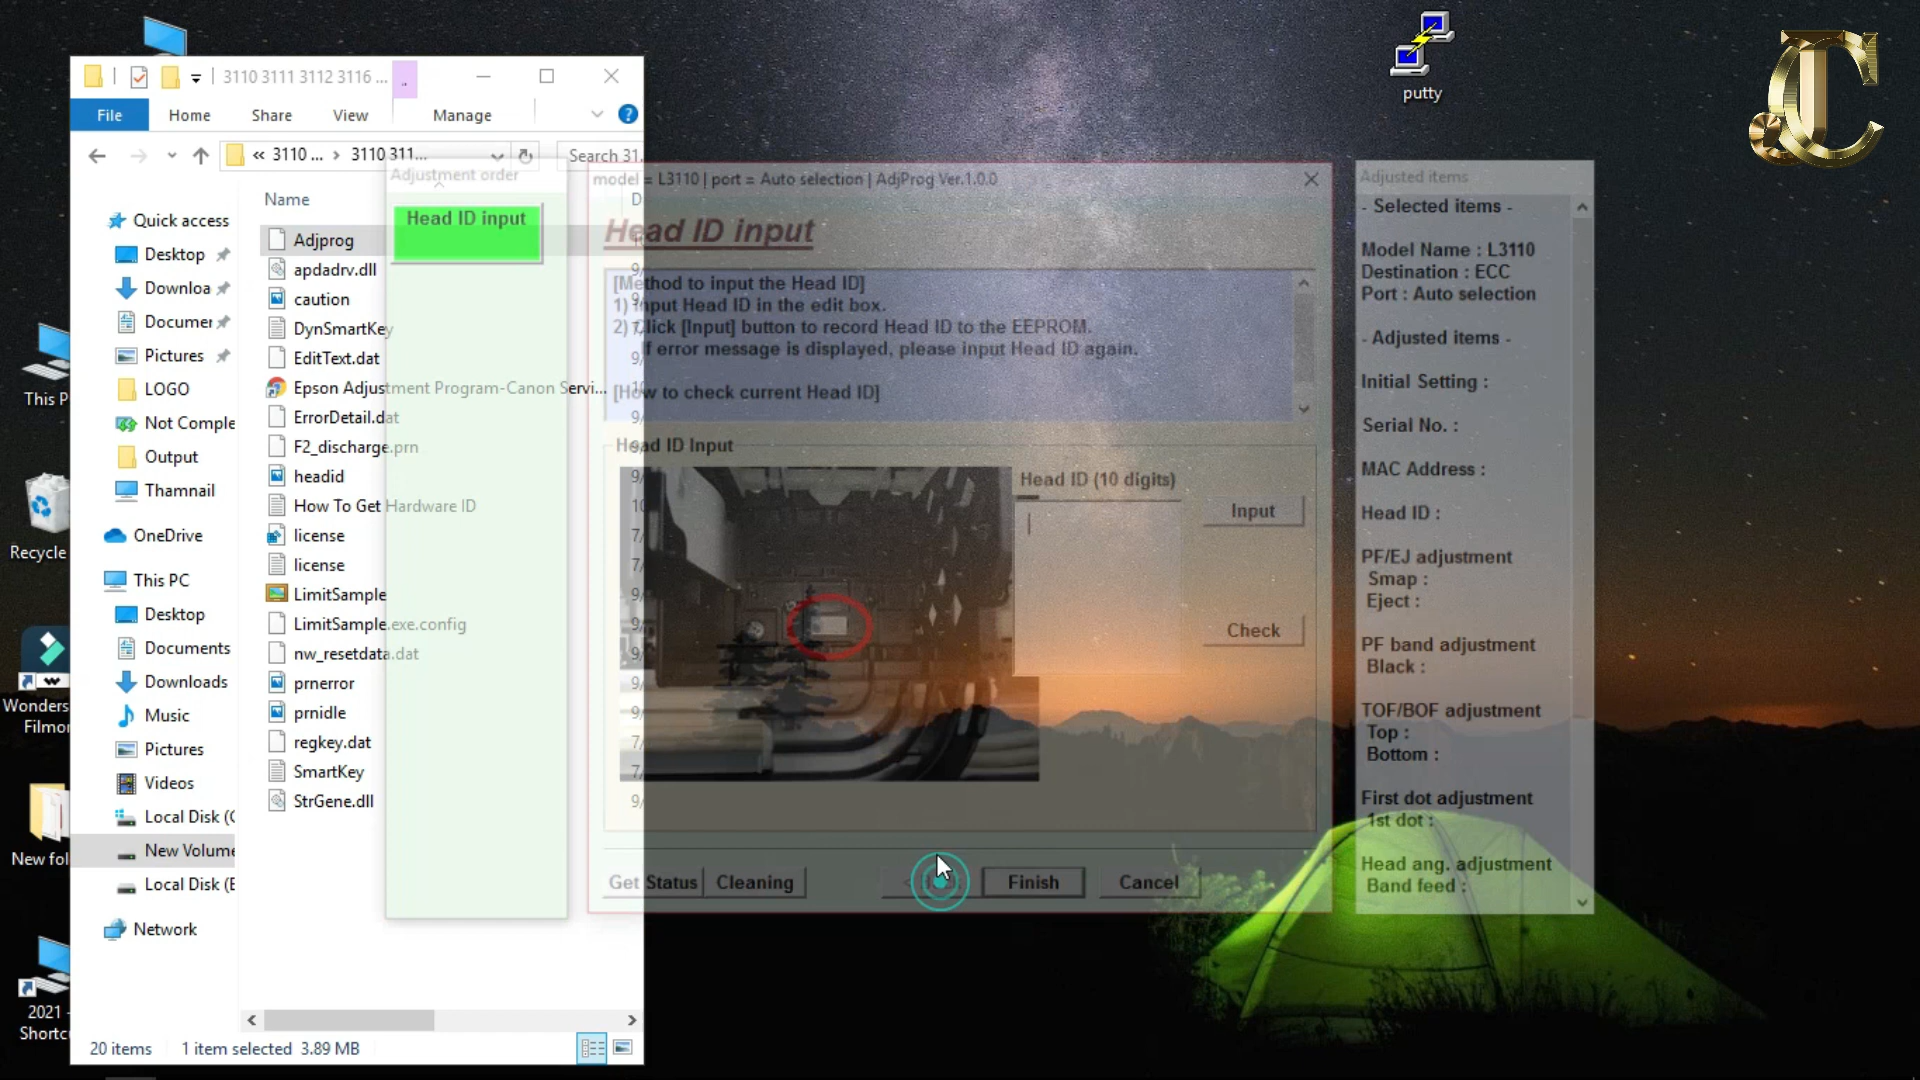 putty
3110 3111 3112 3116 ...
File
Home
Share
View
Manage
« 3110 ... › 3110 311...
Search 31
Name
Quick access
Desktop
Downloa
Documer
Pictures
LOGO
Not Comple
Output
Thamnail
OneDrive
This PC
Desktop
Documents
Downloads
Music
Pictures
Videos
Local Disk (C
New Volume
Local Disk (E
Network
Adjprog
apdadrv.dll
caution
DynSmartKey
EditText.dat
Epson Adjustment Program-Canon Servi...
ErrorDetail.dat
F2_discharge.prn
headid
How To Get Hardware ID
license
license
LimitSample
LimitSample.exe.config
nw_resetdata.dat
prnerror
prnidle
regkey.dat
SmartKey
StrGene.dll
20 items
1 item selected 3.89 MB
This P
Recycle
Wonders
Filmor
New fol
2021 -
Shortc
Adjustment order
Head ID input
model = L3110 | port = Auto selection | AdjProg Ver.1.0.0
Head ID input
[Method to input the Head ID]
1) Input Head ID in the edit box.
2) Click [Input] button to record Head ID to the EEPROM.
If error message is displayed, please input Head ID again.
[How to check current Head ID]
Head ID Input
Head ID (10 digits)
Input
Check
Get Status
Cleaning
Finish
Cancel
Adjusted items
- Selected items -
Model Name : L3110
Destination : ECC
Port : Auto selection
- Adjusted items -
Initial Setting :
Serial No. :
MAC Address :
Head ID :
PF/EJ adjustment
Smap :
Eject :
PF band adjustment
Black :
TOF/BOF adjustment
Top :
Bottom :
First dot adjustment
1st dot :
Head ang. adjustment
Band feed :